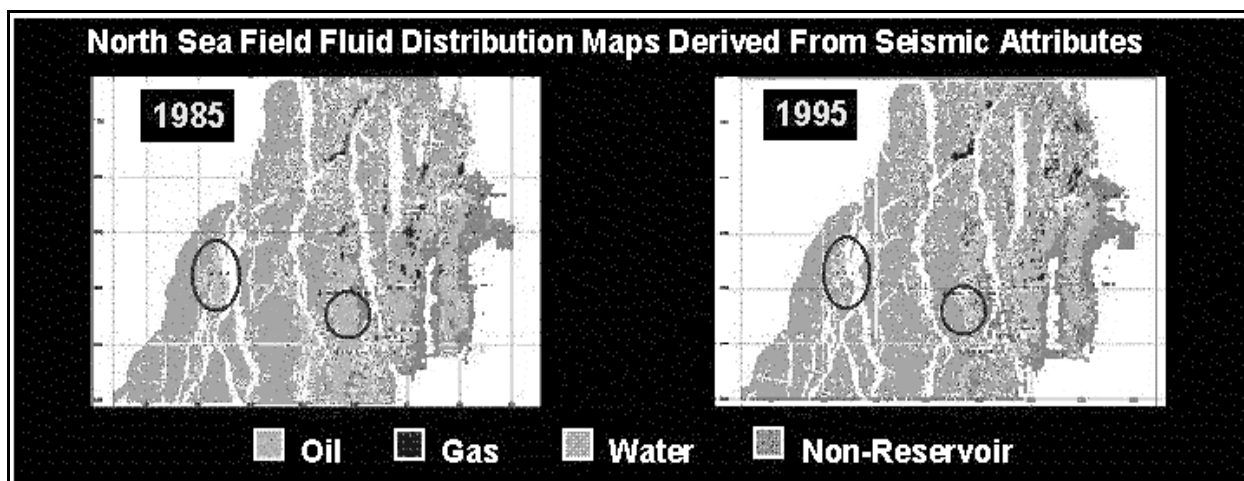 North Sea Field Fluid Distribution Maps Derived From Seismic Attributes
1985
1995
Oil
Gas
Water
Non-Reservoir